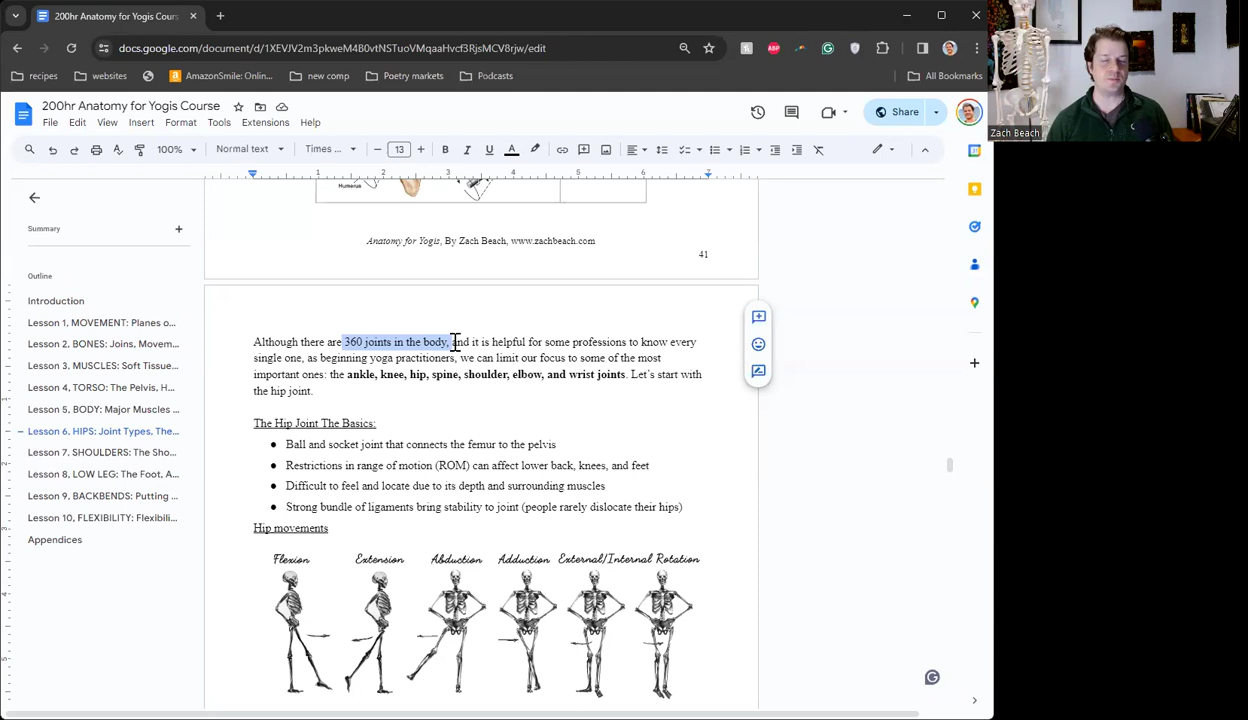 200hr Anatomy for Yogis Cours
docs.google.com/document/d/1XEVJV2m3pkweM4B0vtNSTuoVMqaaHvcf3RjsMCV8rjw/edit
ABP
recipes
websites
AmazonSmile: Onlin...
new comp
Poetry markets
Podcasts
All Bookmarks
Zach Beach
200hr Anatomy for Yogis Course
File Edit View Insert Format Tools Extensions Help
Share
100%
Normal text
Times ...
13
B I U A
1 2 3 4 5 6 7
Summary
Outline
Introduction
Lesson 1, MOVEMENT: Planes o...
Lesson 2, BONES: Joins, Movem...
Lesson 3, MUSCLES: Soft Tissue...
Lesson 4, TORSO: The Pelvis, H...
Lesson 5, BODY: Major Muscles ...
Lesson 6, HIPS: Joint Types, The...
Lesson 7, SHOULDERS: The Sho...
Lesson 8, LOW LEG: The Foot, A...
Lesson 9, BACKBENDS: Putting ...
Lesson 10, FLEXIBILITY: Flexibili...
Appendices
Humerus
Anatomy for Yogis, By Zach Beach, www.zachbeach.com
41
Although there are 360 joints in the body, and it is helpful for some professions to know every
single one, as beginning yoga practitioners, we can limit our focus to some of the most
important ones: the ankle, knee, hip, spine, shoulder, elbow, and wrist joints. Let's start with
the hip joint.
The Hip Joint The Basics:
● Ball and socket joint that connects the femur to the pelvis
● Restrictions in range of motion (ROM) can affect lower back, knees, and feet
● Difficult to feel and locate due to its depth and surrounding muscles
● Strong bundle of ligaments bring stability to joint (people rarely dislocate their hips)
Hip movements
Flexion Extension Abduction Adduction External/Internal Rotation